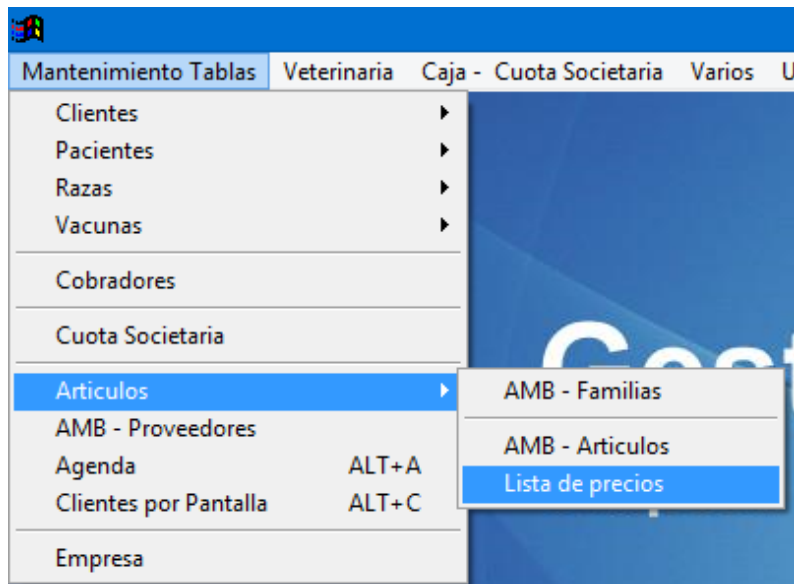 Mantenimiento Tablas Veterinaria Caja - Cuota Societaria Varios
Clientes
Pacientes
Razas
Vacunas
Cobradores
Cuota Societaria
Articulos
AMB - Proveedores
Agenda ALT+A
Clientes por Pantalla ALT+C
Empresa
AMB - Familias
AMB - Articulos
Lista de precios